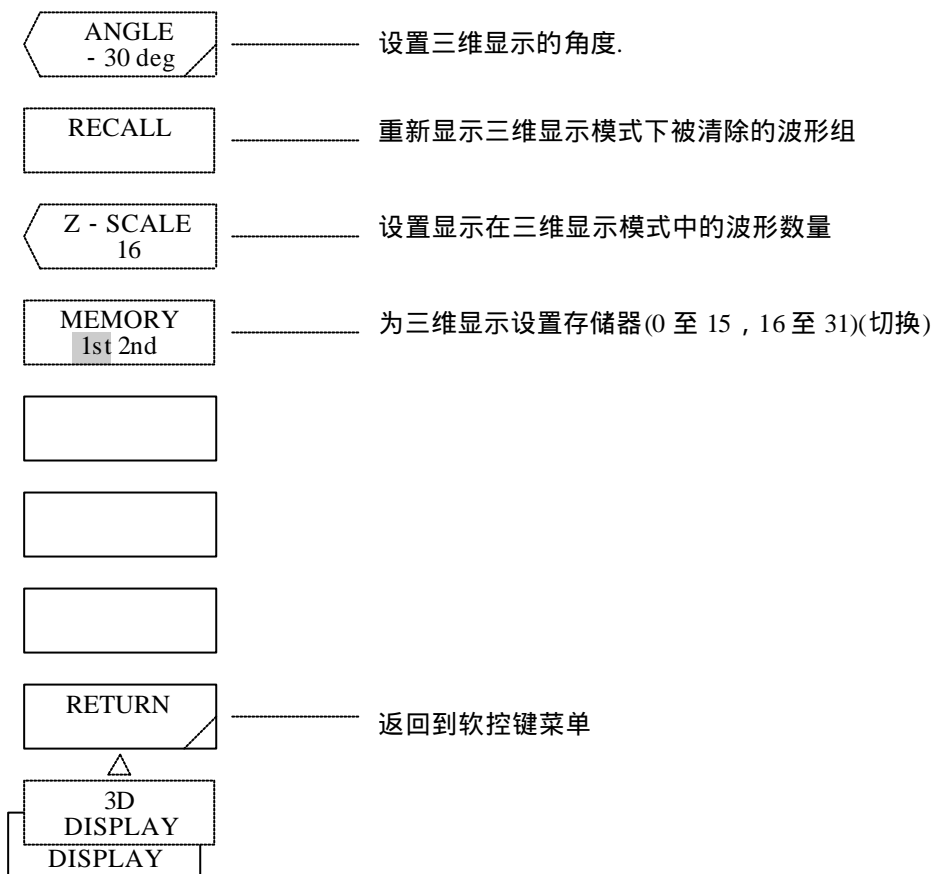 ANGLE
- 30 deg
设置三维显示的角度.
RECALL
重新显示三维显示模式下被清除的波形组
Z - SCALE
16
设置显示在三维显示模式中的波形数量
MEMORY
1st 2nd
为三维显示设置存储器(0 至 15，16 至 31)(切换)
RETURN
返回到软控键菜单
3D
DISPLAY
DISPLAY